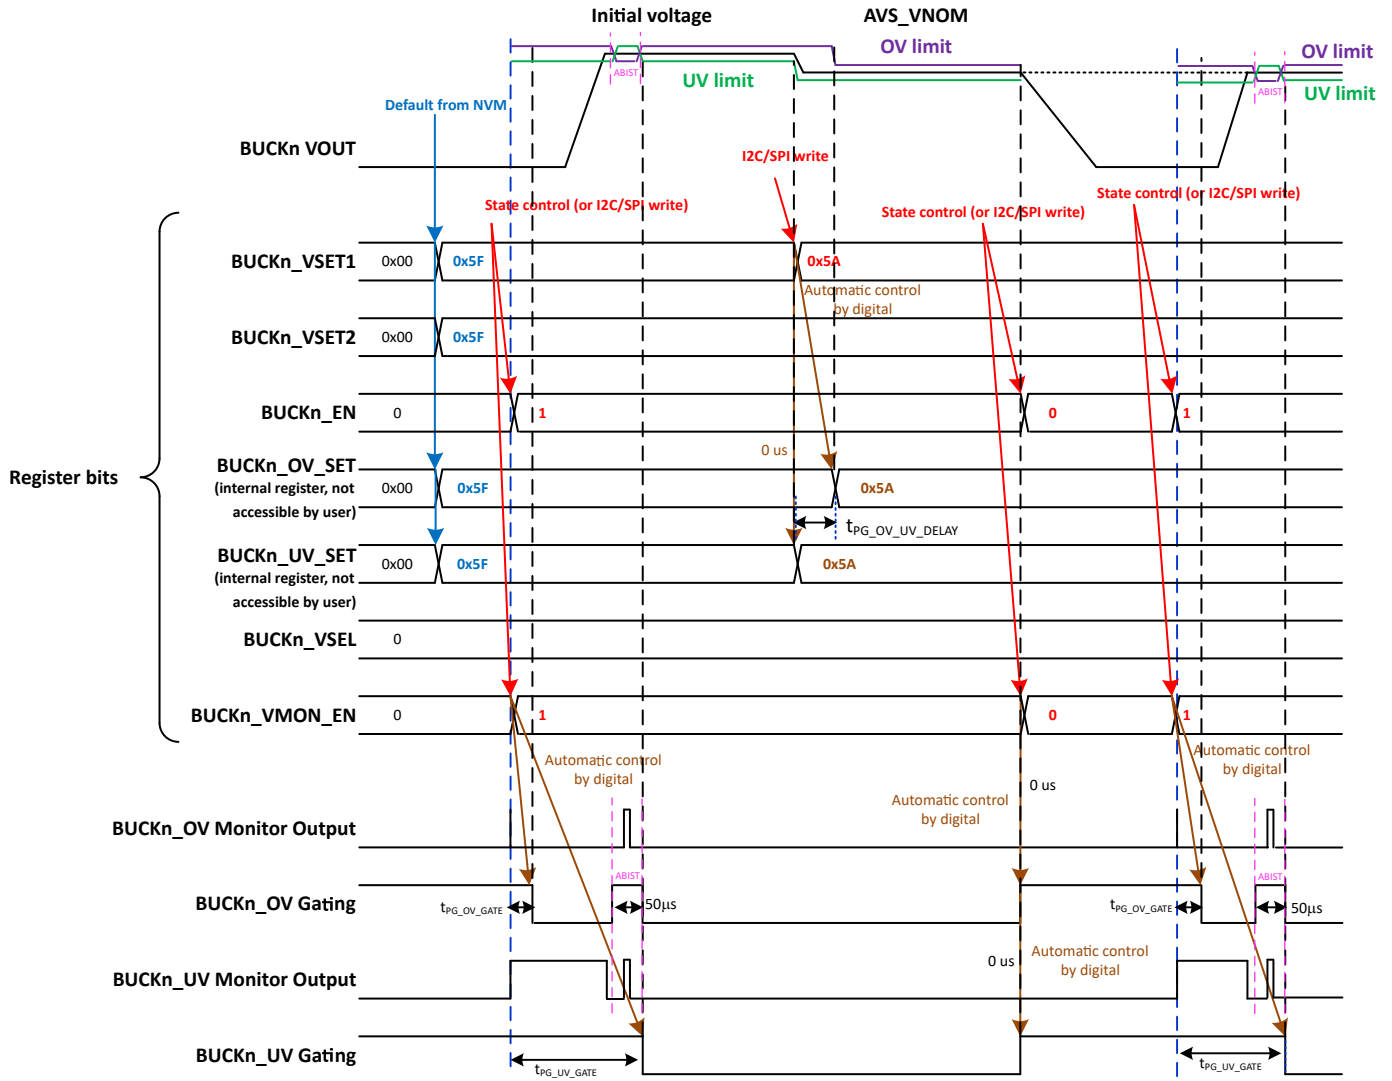 Initial voltage AVS_VNOM
OV limit OV limit
ABIST
UV limit
ABIST
UV limit
Default from NVM
BUCKn VOUT
I2C/SPI write
State control (or I2C/SPI write) State control (or I2C/SPI write) State control (or I2C/SPI write)
BUCKn_VSET1 0x00 0x5F 0x5A
Automatic control
by digital
BUCKn_VSET2 0x00 0x5F
BUCKn_EN 0 1 0 1
0 us
Register bits
BUCKn_OV_SET
(internal register, not
accessible by user)
0x00 0x5F 0x5A
tPG_OV_UV_DELAY
BUCKn_UV_SET
(internal register, not
accessible by user)
0x00 0x5F 0x5A
BUCKn_VSEL 0
BUCKn_VMON_EN 0 1 0 1
Automatic control
by digital
Automatic control
by digital
0 us
Automatic control
by digital
BUCKn_OV Monitor Output
ABIST ABIST
BUCKn_OV Gating tPG_OV_GATE 50µs tPG_OV_GATE 50µs
0 us
Automatic control
by digital
BUCKn_UV Monitor Output
BUCKn_UV Gating tPG_UV_GATE tPG_UV_GATE